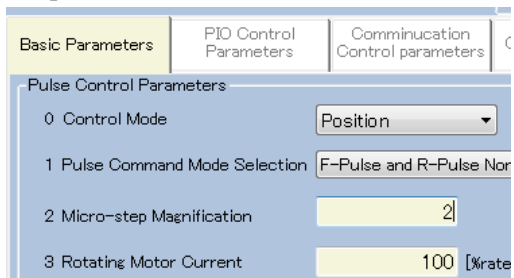 Basic Parameters
PIO Control
Parameters
Comminucation
Control parameters
Pulse Control Parameters
0 Control Mode
Position
1 Pulse Command Mode Selection
F-Pulse and R-Pulse
2 Micro-step Magnification
2
3 Rotating Motor Current
100 [%rate